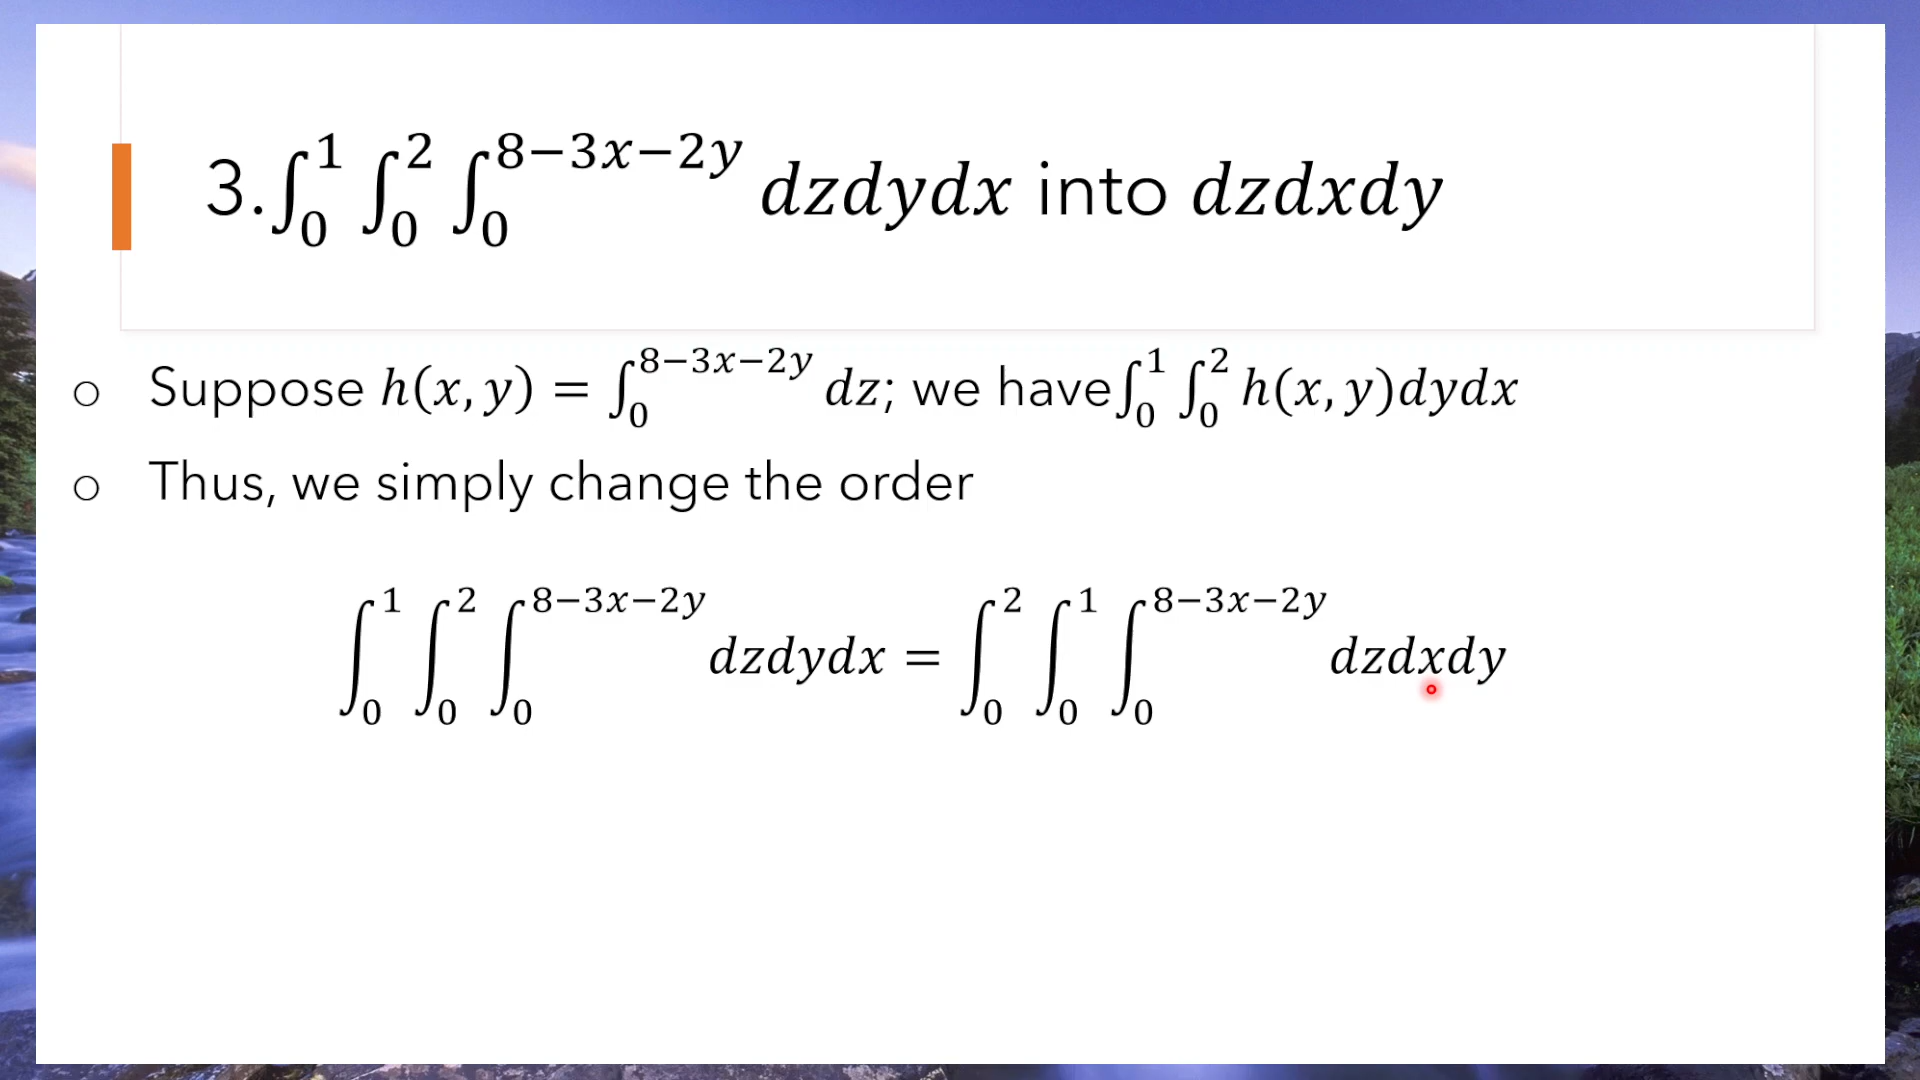 3.∫₀¹ ∫₀² ∫₀^{8−3x−2y} dzdydx into dzdxdy
○ Suppose h(x, y) = ∫₀^{8−3x−2y} dz; we have∫₀¹ ∫₀² h(x, y)dydx
○ Thus, we simply change the order
∫₀¹ ∫₀² ∫₀^{8−3x−2y} dzdydx = ∫₀² ∫₀¹ ∫₀^{8−3x−2y} dzdxdy